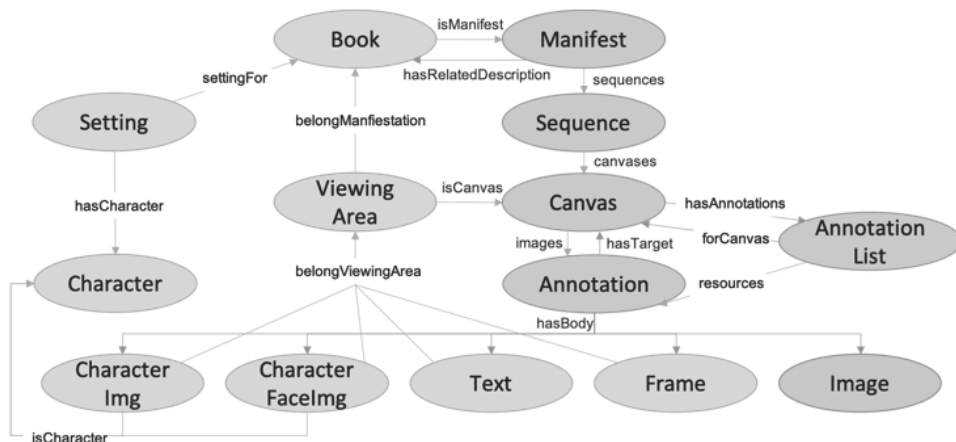 Book
isManifest
Manifest
hasRelatedDescription
settingFor
sequences
Setting
belongManfiestation
Sequence
canvases
Viewing
Area
isCanvas
Canvas
hasAnnotations
hasCharacter
images
hasTarget
forCanvas
Annotation
List
belongViewingArea
Character
Annotation
resources
hasBody
Character
Img
Character
FaceImg
Text
Frame
Image
isCharacter